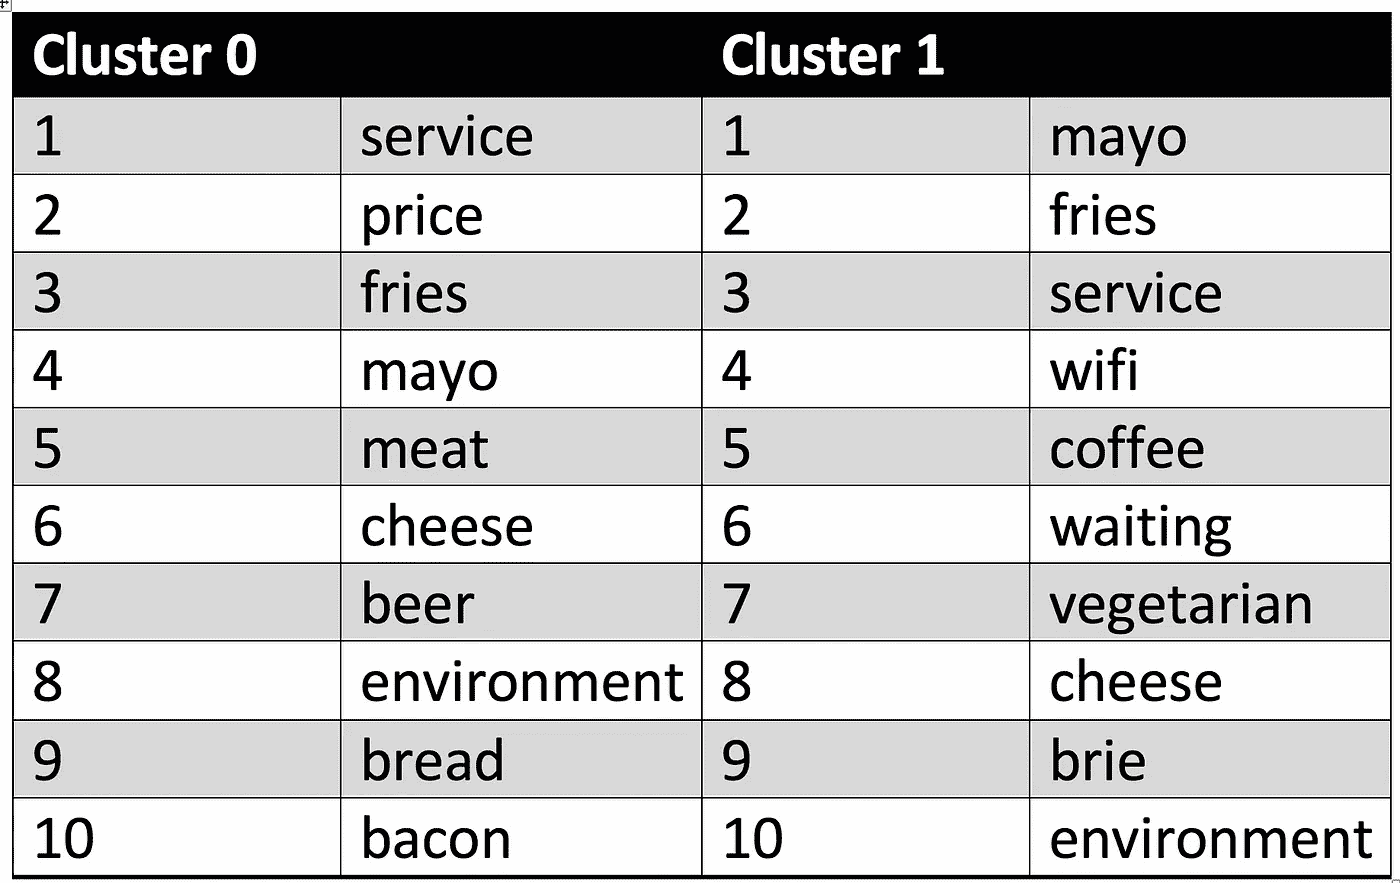 Cluster 0 Cluster 1
1 service 1 mayo
2 price 2 fries
3 fries 3 service
4 mayo 4 wifi
5 meat 5 coffee
6 cheese 6 waiting
7 beer 7 vegetarian
8 environment 8 cheese
9 bread 9 brie
10 bacon 10 environment